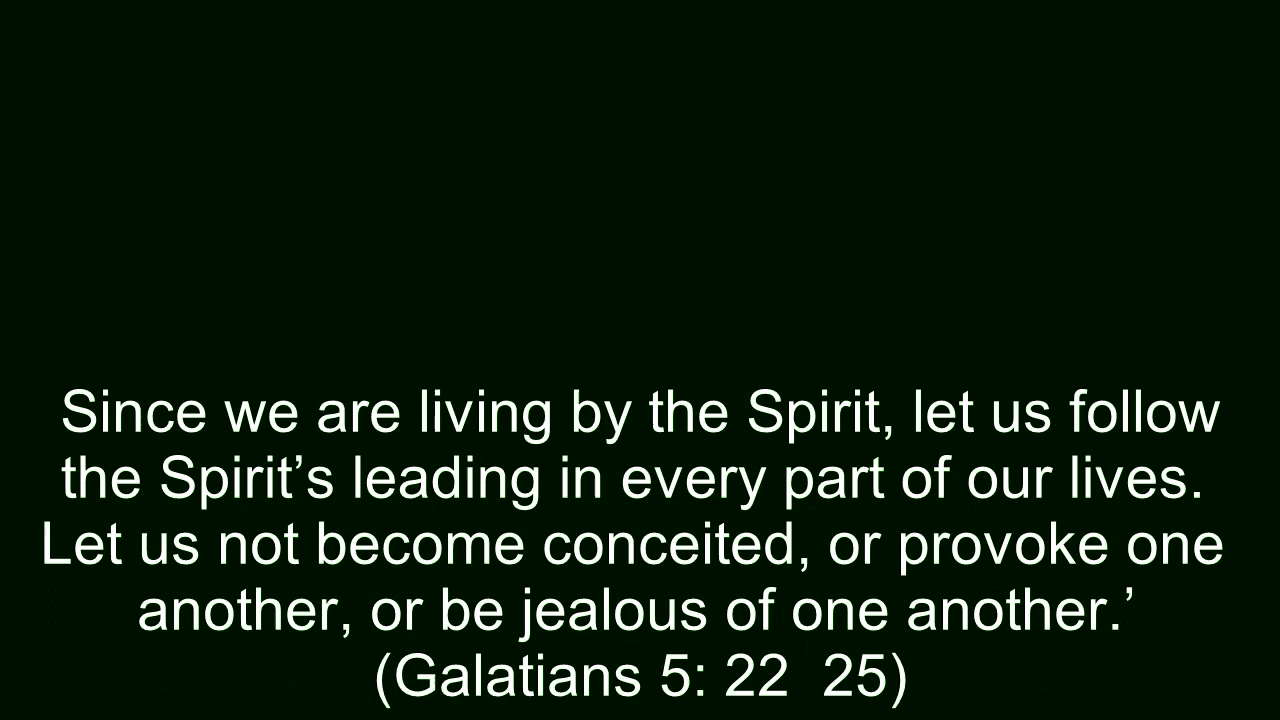 Since we are living by the Spirit, let us follow
the Spirit’s leading in every part of our lives.
Let us not become conceited, or provoke one
another, or be jealous of one another.’
(Galatians 5: 22  25)